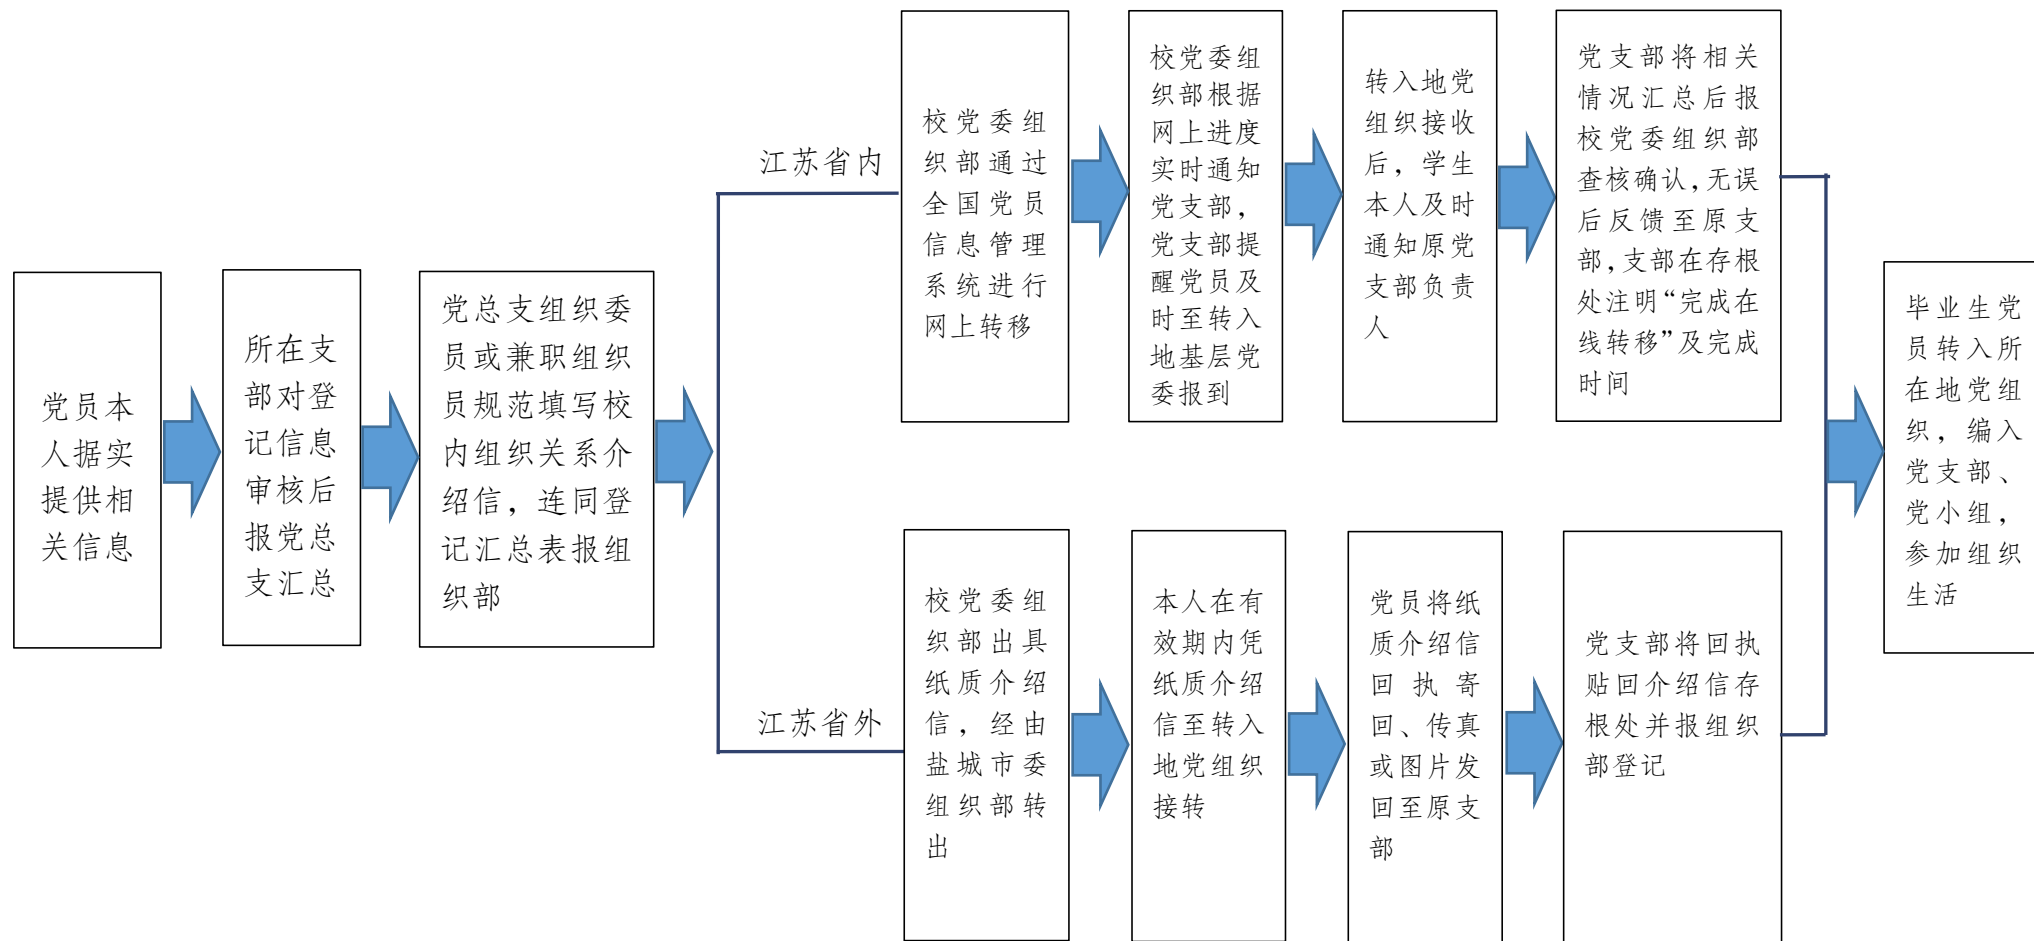 党员本
人据实
提供相
关信息
所在支
部对登
记信息
审核后
报党总
支汇总
党总支组织委
员或兼职组织
员规范填写校
内组织关系介
绍信，连同登
记汇总表报组
织部
江苏省内
校党委组
织部通过
全国党员
信息管理
系统进行
网上转移
校党委组
织部根据
网上进度
实时通知
党支部，
党支部提
醒党员及
时至转入
地基层党
委报到
转入地党
组织接收
后，学生
本人及时
通知原党
支部负责
人
党支部将相关
情况汇总后报
校党委组织部
查核确认，无误
后反馈至原支
部，支部在存根
处注明“完成在
线转移”及完成
时间
江苏省外
校党委组
织部出具
纸质介绍
信，经由
盐城市委
组织部转
出
本人在有
效期内凭
纸质介绍
信至转入
地党组织
接转
党员将纸
质介绍信
回执寄
回、传真
或图片发
回至原支
部
党支部将回执
贴回介绍信存
根处并报组织
部登记
毕业生党
员转入所
在地党组
织，编入
党支部、
党小组，
参加组织
生活